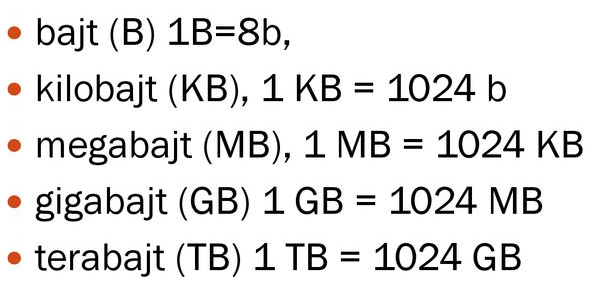 • bajt (B) 1B=8b,
• kilobajt (KB), 1 KB = 1024 b
• megabajt (MB), 1 MB = 1024 KB
• gigabajt (GB) 1 GB = 1024 MB
• terabajt (TB) 1 TB = 1024 GB